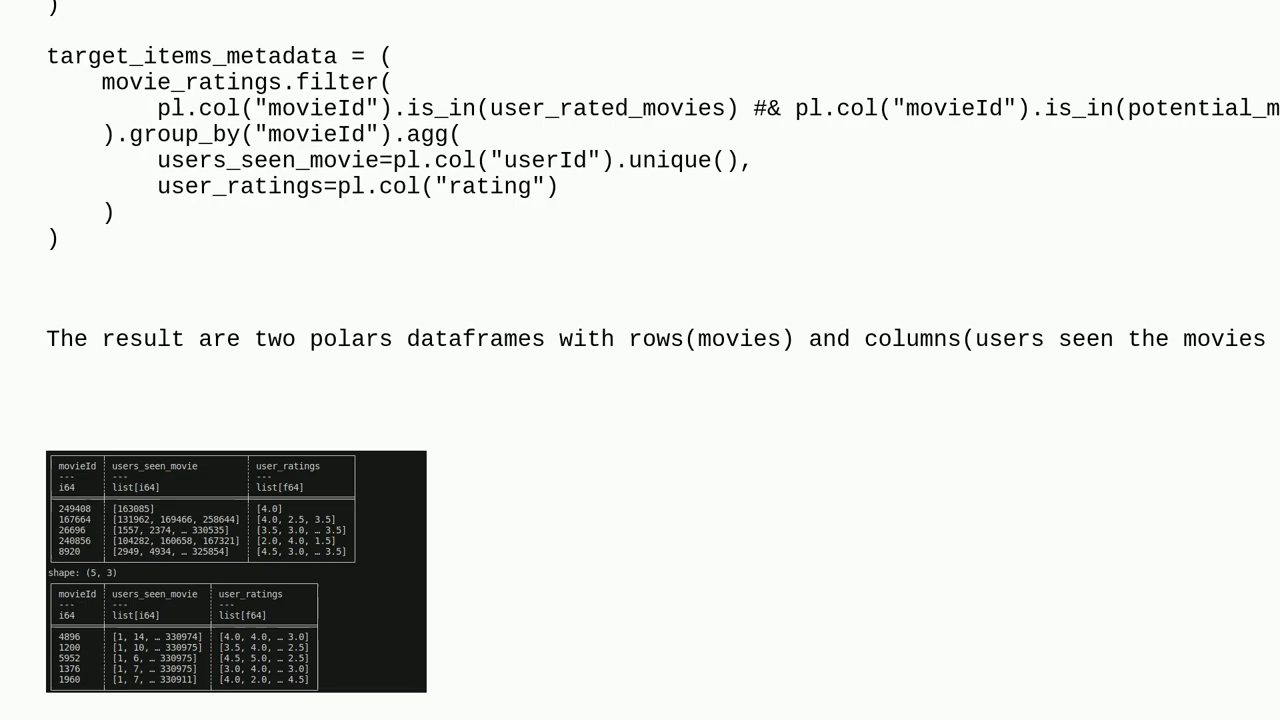 )
target_items_metadata = (
movie_ratings.filter(
pl.col("movieId").is_in(user_rated_movies) #& pl.col("movieId").is_in(potential_m
).group_by("movieId").agg(
users_seen_movie=pl.col("userId").unique(),
user_ratings=pl.col("rating")
)
)
The result are two polars dataframes with rows(movies) and columns(users seen the movies
movieId users_seen_movie user_ratings
--- --- ---
i64 list[i64] list[f64]
249408 [163085] [4.0]
167664 [131962, 169466, 258644] [4.0, 2.5, 3.5]
26696 [1557, 2374, … 330535] [3.5, 3.0, … 3.5]
240856 [104282, 160658, 167321] [2.0, 4.0, 1.5]
8920 [2949, 4934, … 325854] [4.5, 3.0, … 3.5]
shape: (5, 3)
movieId users_seen_movie user_ratings
--- --- ---
i64 list[i64] list[f64]
4896 [1, 14, … 330974] [4.0, 4.0, … 3.0]
1200 [1, 10, … 330975] [3.5, 4.0, … 2.5]
5952 [1, 6, … 330975] [4.5, 5.0, … 2.5]
1376 [1, 7, … 330975] [3.0, 4.0, … 3.0]
1960 [1, 7, … 330911] [4.0, 2.0, … 4.5]